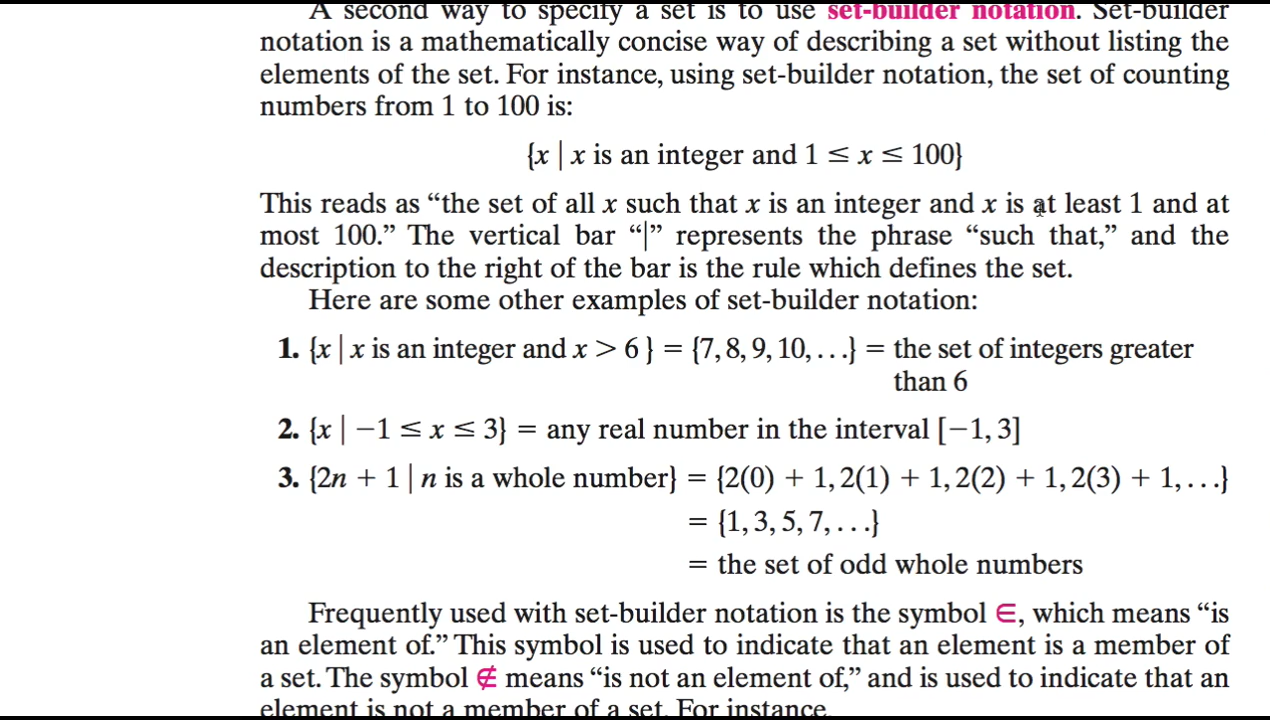 A second way to specify a set is to use set-builder notation. Set-builder
notation is a mathematically concise way of describing a set without listing the
elements of the set. For instance, using set-builder notation, the set of counting
numbers from 1 to 100 is:
{x | x is an integer and 1 ≤ x ≤ 100}
This reads as “the set of all x such that x is an integer and x is at least 1 and at
most 100.” The vertical bar “|” represents the phrase “such that,” and the
description to the right of the bar is the rule which defines the set.
Here are some other examples of set-builder notation:
1. {x | x is an integer and x > 6} = {7, 8, 9, 10, . . .} = the set of integers greater
than 6
2. {x | −1 ≤ x ≤ 3} = any real number in the interval [−1, 3]
3. {2n + 1 | n is a whole number} = {2(0) + 1, 2(1) + 1, 2(2) + 1, 2(3) + 1, . . .}
= {1, 3, 5, 7, . . .}
= the set of odd whole numbers
Frequently used with set-builder notation is the symbol ∈, which means “is
an element of.” This symbol is used to indicate that an element is a member of
a set. The symbol ∉ means “is not an element of,” and is used to indicate that an
element is not a member of a set. For instance